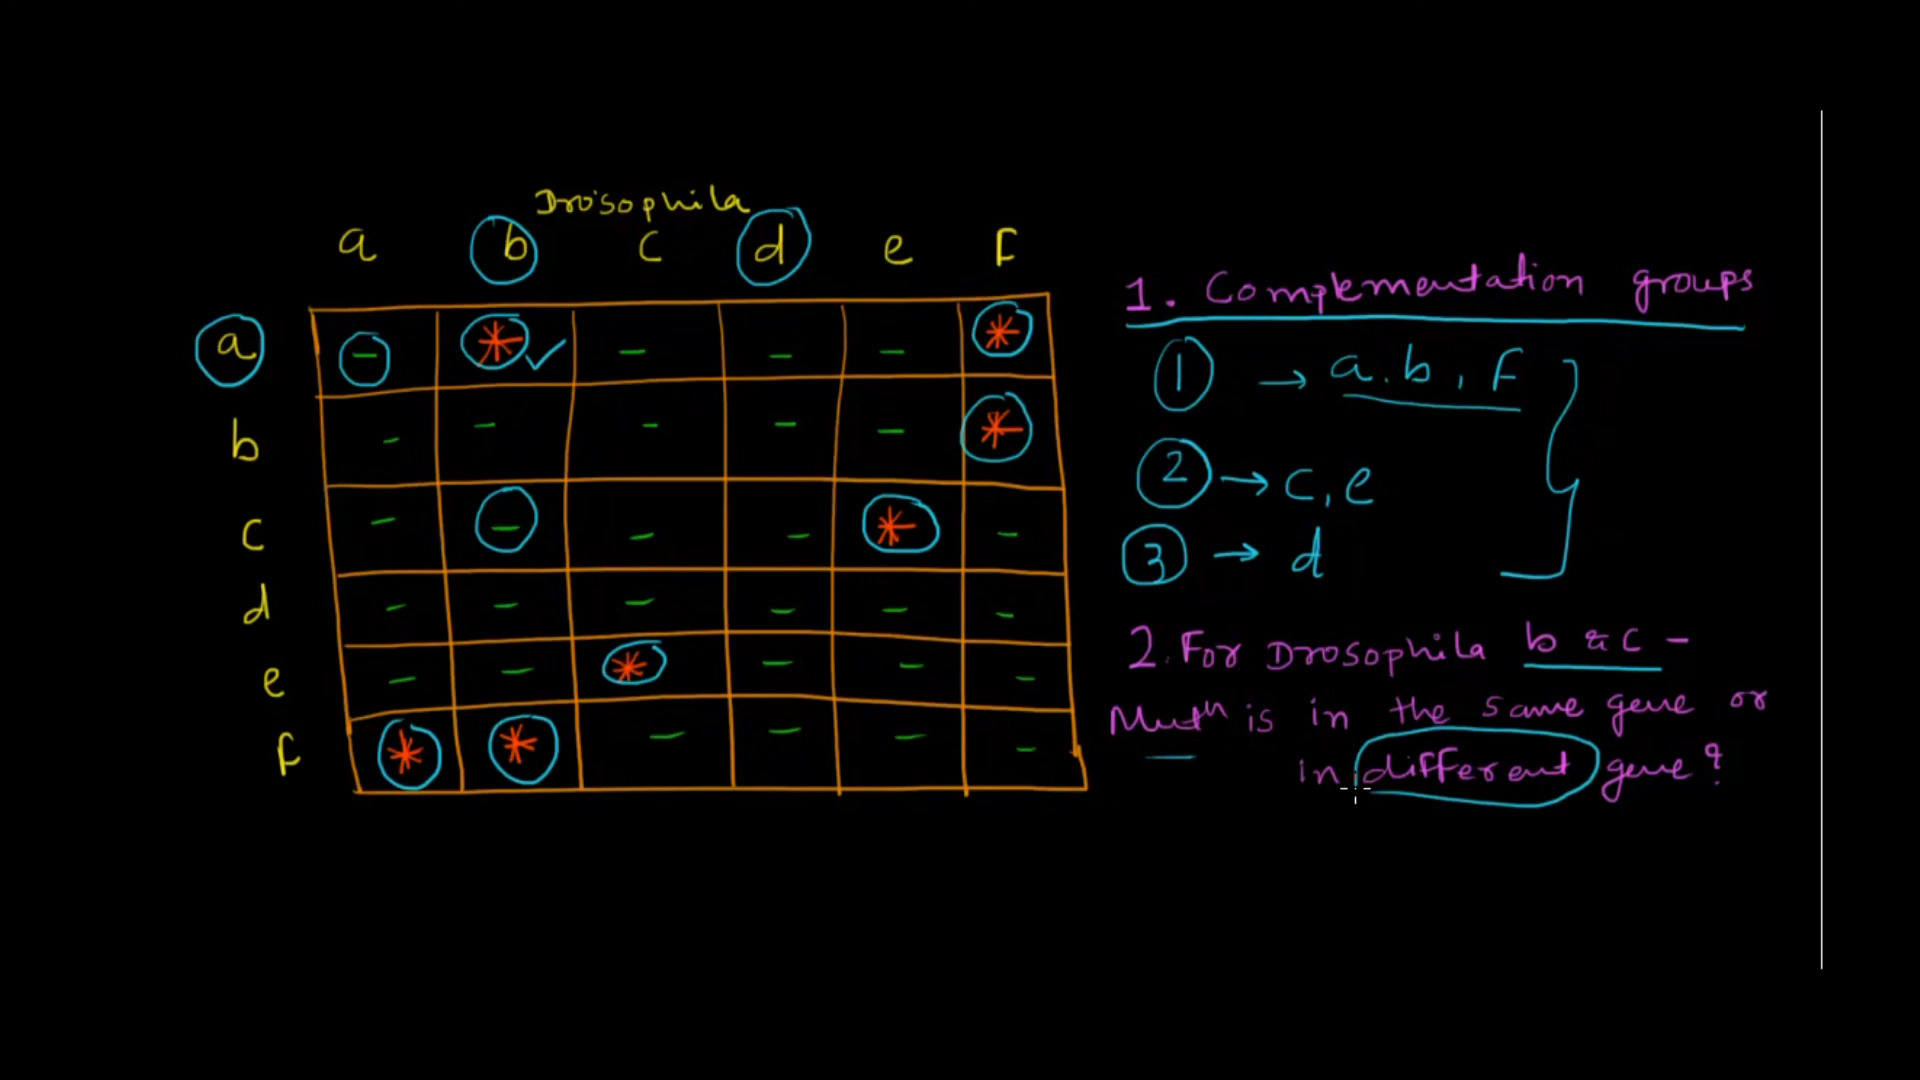 Drosophila
a b c d e f
a - * ✓ - - - *
b - - - - - *
c - - - - * -
d - - - - - -
e - - * - - -
f * * - - - -
1. Complementation groups
1 → a.b, f
2 → c, e
3 → d
2. For Drosophila b & c -
Mutⁿ is in the same gene or
in different gene?